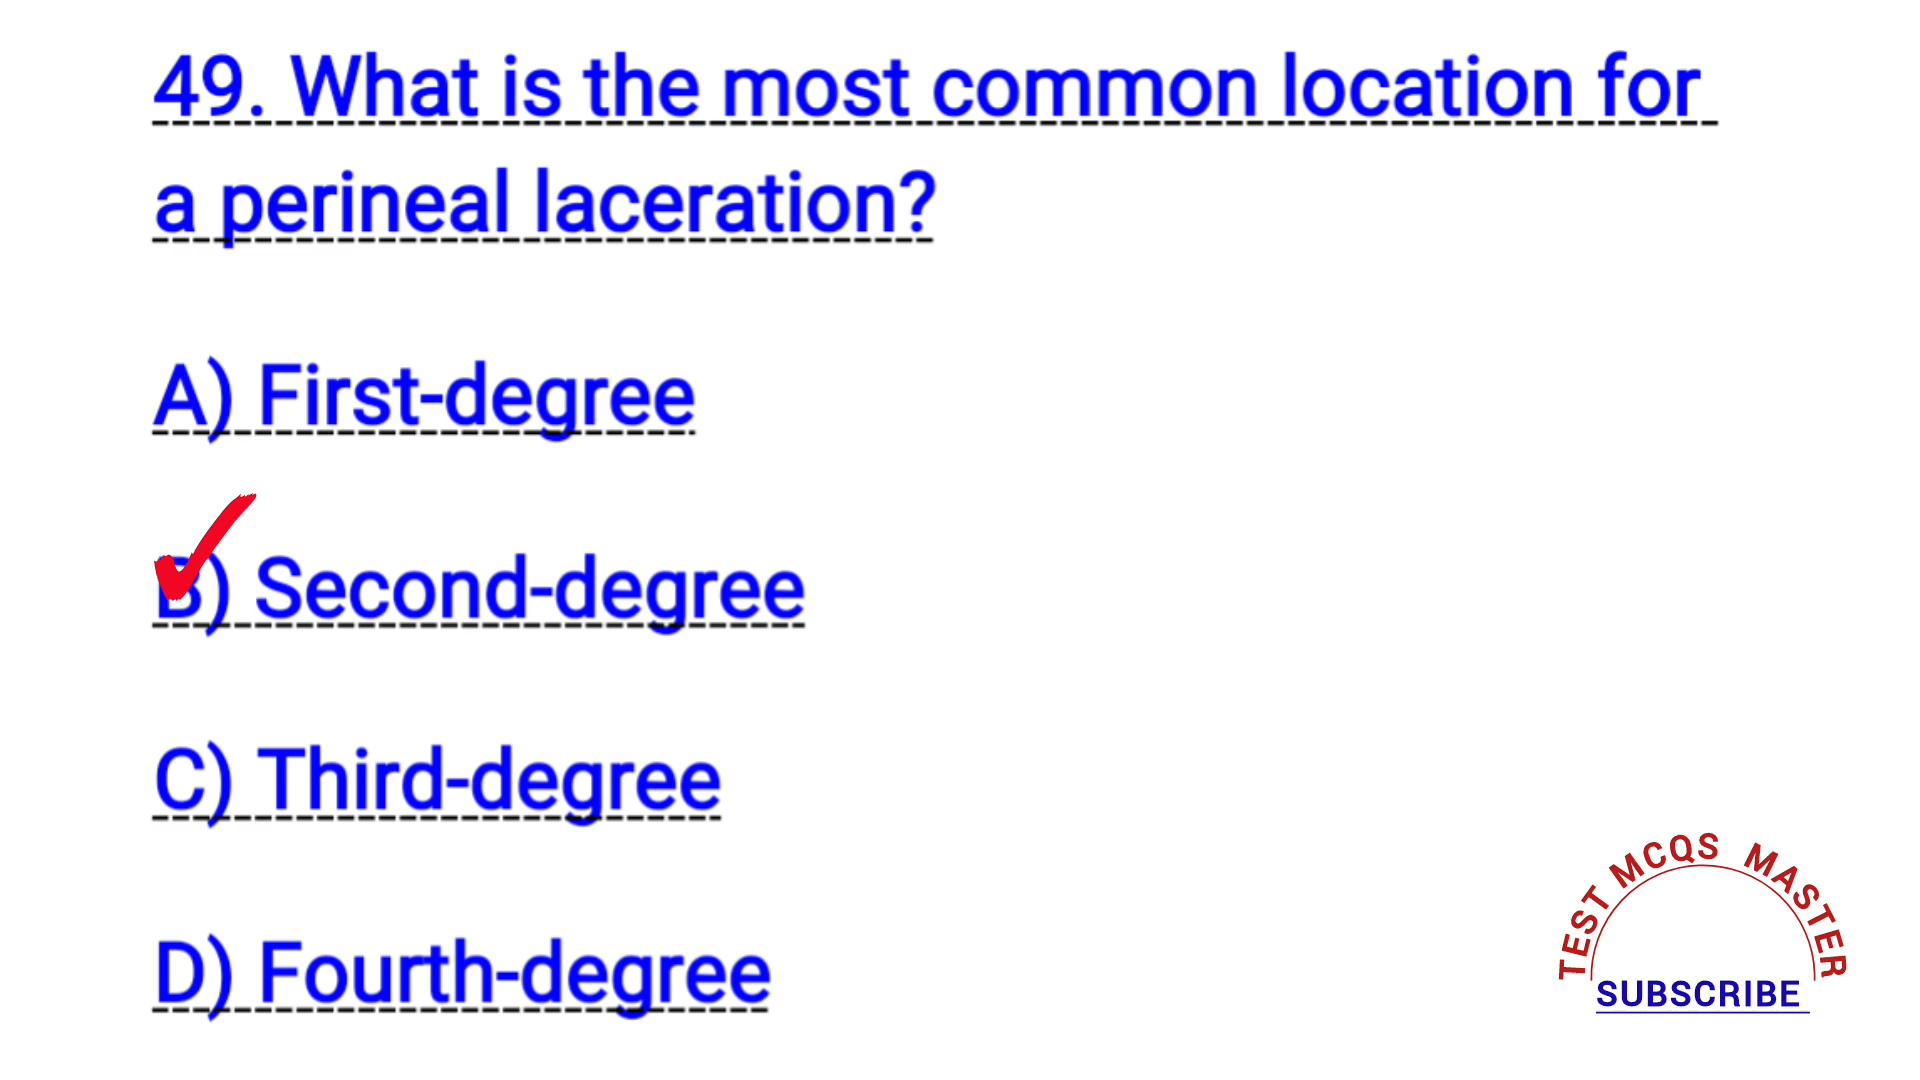 49. What is the most common location for
a perineal laceration?
A) First-degree
B) Second-degree
C) Third-degree
D) Fourth-degree
TEST MCQS MASTER
SUBSCRIBE